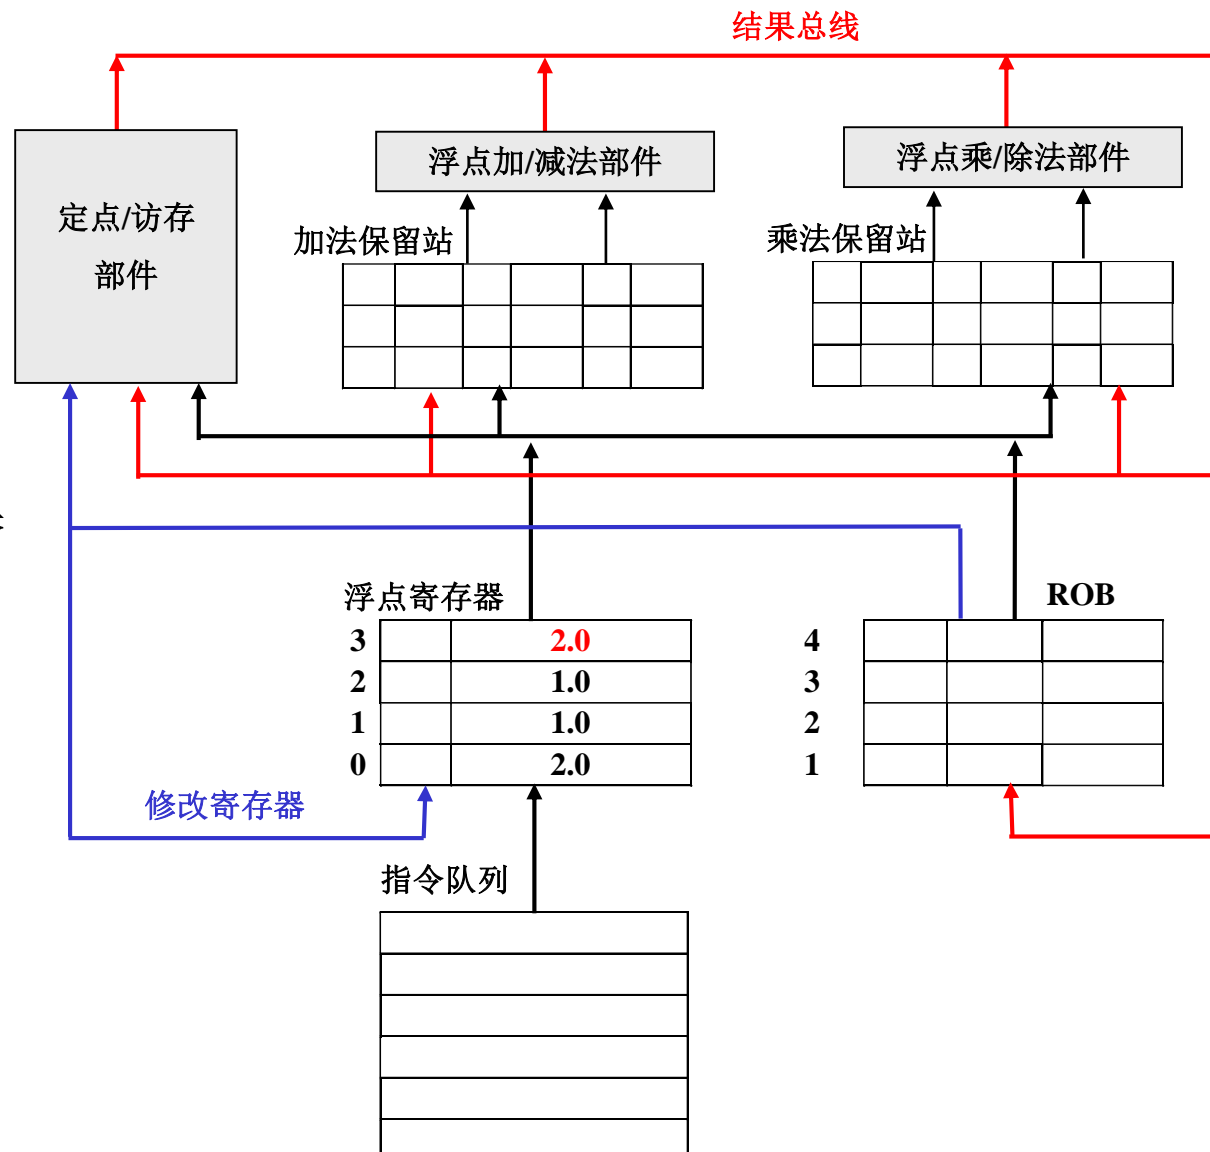 结果总线
定点/访存
部件
浮点加/减法部件
浮点乘/除法部件
加法保留站
乘法保留站
浮点寄存器
ROB
3 2.0 4
2 1.0 3
1 1.0 2
0 2.0 1
修改寄存器
指令队列